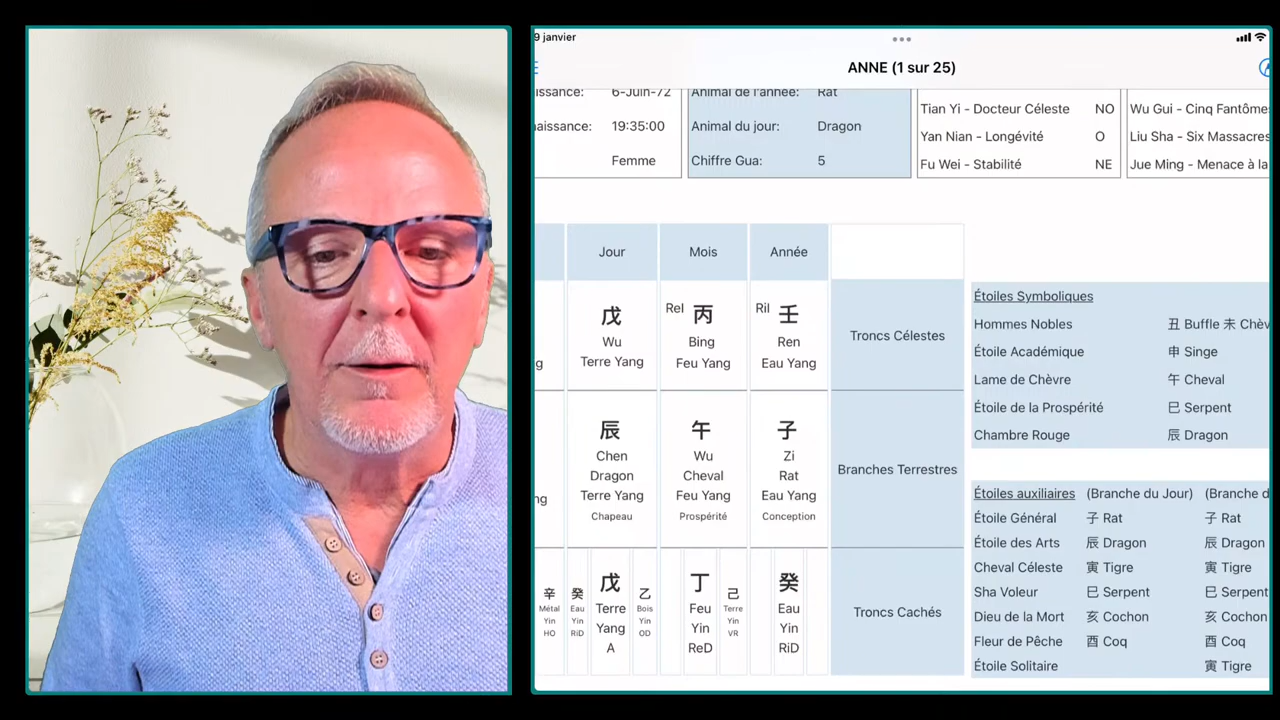 9 janvier
ANNE (1 sur 25)
issance: 6-Juin-72
Animal de l'année: Rat
naissance: 19:35:00
Animal du jour: Dragon
Femme
Chiffre Gua: 5
Tian Yi - Docteur Céleste NO
Yan Nian - Longévité O
Fu Wei - Stabilité NE
Wu Gui - Cinq Fantôme
Liu Sha - Six Massacres
Jue Ming - Menace à la
Jour Mois Année
g
戊
Wu
Terre Yang
Rel 丙
Bing
Feu Yang
Ril 壬
Ren
Eau Yang
Troncs Célestes
ng
辰
Chen
Dragon
Terre Yang
Chapeau
午
Wu
Cheval
Feu Yang
Prospérité
子
Zi
Rat
Eau Yang
Conception
Branches Terrestres
辛
Métal
Yin
HO
癸
Eau
Yin
RiD
戊
Terre
Yang
A
乙
Bois
Yin
OD
丁
Feu
Yin
ReD
己
Terre
Yin
VR
癸
Eau
Yin
RiD
Troncs Cachés
Étoiles Symboliques
Hommes Nobles 丑 Buffle 未 Chèv
Étoile Académique 申 Singe
Lame de Chèvre 午 Cheval
Étoile de la Prospérité 巳 Serpent
Chambre Rouge 辰 Dragon
Étoiles auxiliaires (Branche du Jour) (Branche d
Étoile Général 子 Rat 子 Rat
Étoile des Arts 辰 Dragon 辰 Dragon
Cheval Céleste 寅 Tigre 寅 Tigre
Sha Voleur 巳 Serpent 巳 Serpent
Dieu de la Mort 亥 Cochon 亥 Cochon
Fleur de Pêche 酉 Coq 酉 Coq
Étoile Solitaire 寅 Tigre